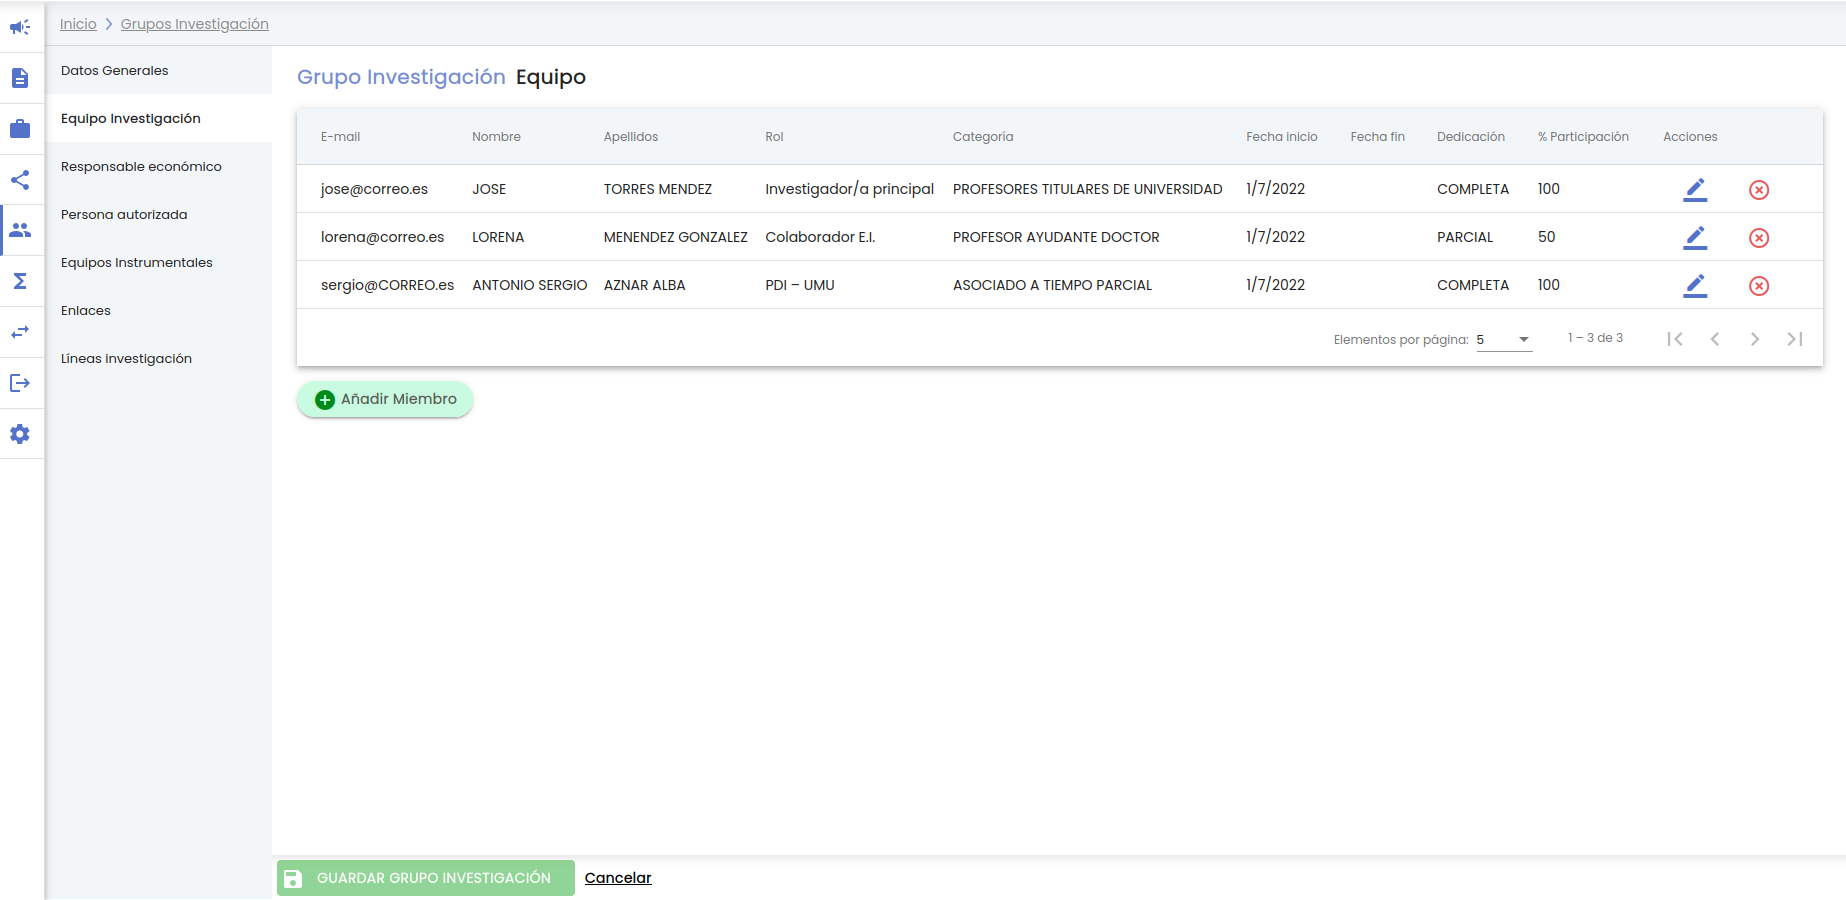 Inicio > Grupos Investigación
Datos Generales
Equipo Investigación
Responsable económico
Persona autorizada
Equipos Instrumentales
Enlaces
Líneas investigación
Grupo Investigación Equipo
E-mail Nombre Apellidos Rol Categoría Fecha inicio Fecha fin Dedicación % Participación Acciones
jose@correo.es JOSE TORRES MENDEZ Investigador/a principal PROFESORES TITULARES DE UNIVERSIDAD 1/7/2022 COMPLETA 100
lorena@correo.es LORENA MENENDEZ GONZALEZ Colaborador E.I. PROFESOR AYUDANTE DOCTOR 1/7/2022 PARCIAL 50
sergio@CORREO.es ANTONIO SERGIO AZNAR ALBA PDI – UMU ASOCIADO A TIEMPO PARCIAL 1/7/2022 COMPLETA 100
Elementos por página: 5 1 – 3 de 3
Añadir Miembro
GUARDAR GRUPO INVESTIGACIÓN Cancelar